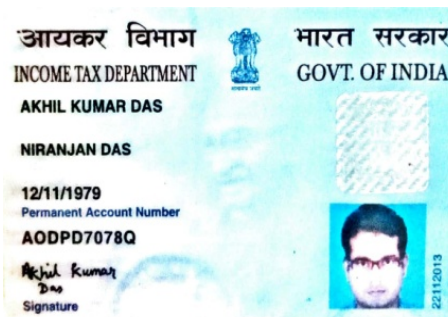 आयकर विभाग
भारत सरकार
INCOME TAX DEPARTMENT
GOVT. OF INDIA
AKHIL KUMAR DAS
NIRANJAN DAS
12/11/1979
Permanent Account Number
AODPD7078Q
Akhil Kumar
Das
Signature
22112013